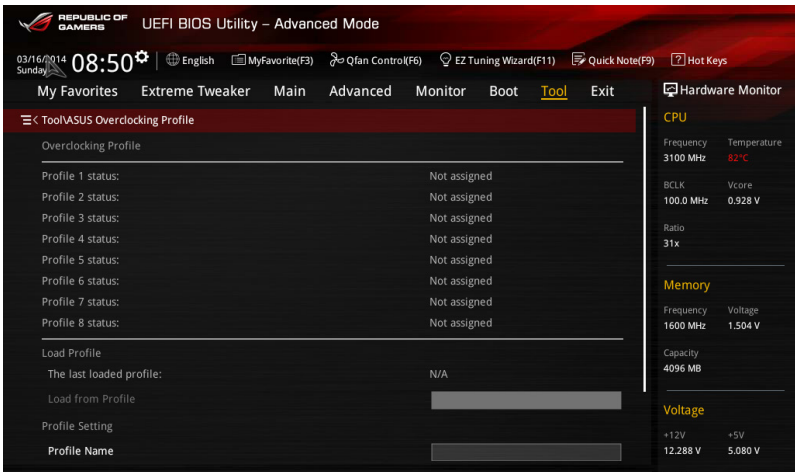 REPUBLIC OF
GAMERS
UEFI BIOS Utility – Advanced Mode
03/16/2014
Sunday
08:50
English
MyFavorite(F3)
Qfan Control(F6)
EZ Tuning Wizard(F11)
Quick Note(F9)
? Hot Keys
My Favorites
Extreme Tweaker
Main
Advanced
Monitor
Boot
Tool
Exit
Hardware Monitor
Tool\ASUS Overclocking Profile
Overclocking Profile
Profile 1 status: Not assigned
Profile 2 status: Not assigned
Profile 3 status: Not assigned
Profile 4 status: Not assigned
Profile 5 status: Not assigned
Profile 6 status: Not assigned
Profile 7 status: Not assigned
Profile 8 status: Not assigned
Load Profile
The last loaded profile: N/A
Load from Profile
Profile Setting
Profile Name
CPU
Frequency Temperature
3100 MHz 82°C
BCLK Vcore
100.0 MHz 0.928 V
Ratio
31x
Memory
Frequency Voltage
1600 MHz 1.504 V
Capacity
4096 MB
Voltage
+12V +5V
12.288 V 5.080 V